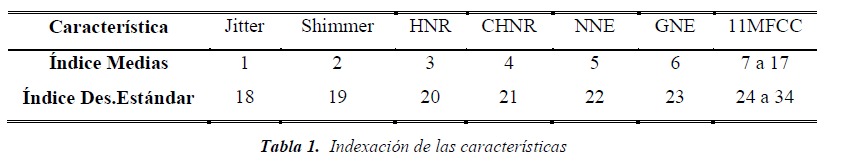 Característica Jitter Shimmer HNR CHNR NNE GNE 11MFCC
Índice Medias 1 2 3 4 5 6 7 a 17
Índice Des.Estándar 18 19 20 21 22 23 24 a 34
Tabla 1. Indexación de las características